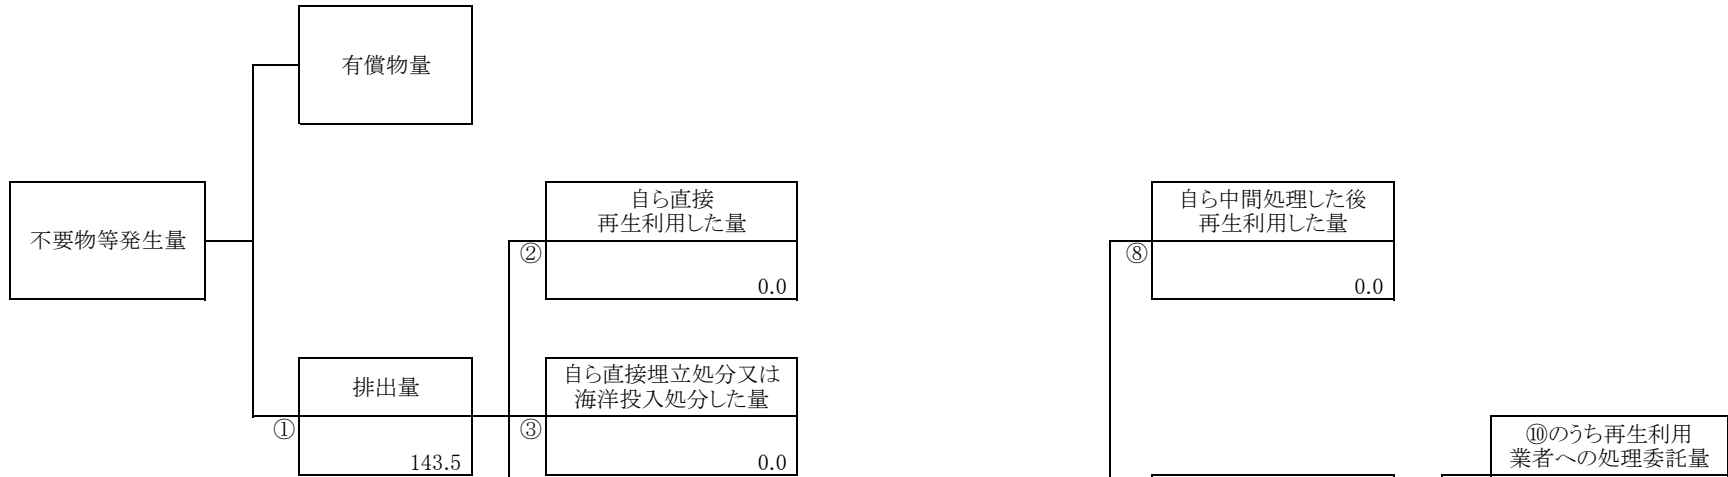 有償物量
不要物等発生量
自ら直接
再生利用した量
②
0.0
自ら中間処理した後
再生利用した量
⑧
0.0
排出量
①
143.5
自ら直接埋立処分又は
海洋投入処分した量
③
0.0
⑩のうち再生利用
業者への処理委託量